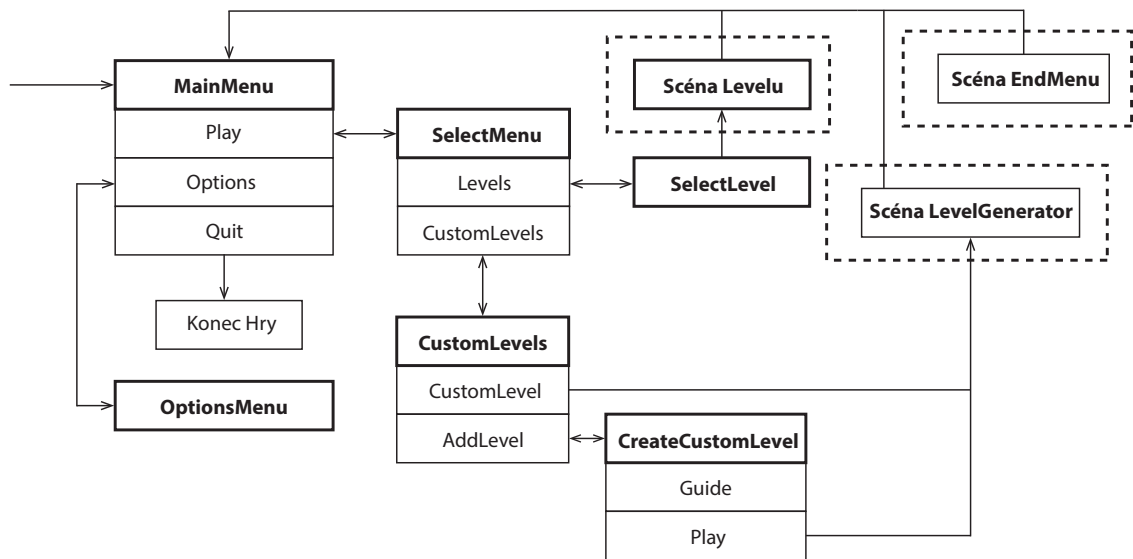 MainMenu
Play
Options
Quit
Konec Hry
OptionsMenu
SelectMenu
Levels
CustomLevels
CustomLevels
CustomLevel
AddLevel
CreateCustomLevel
Guide
Play
Scéna Levelu
SelectLevel
Scéna EndMenu
Scéna LevelGenerator